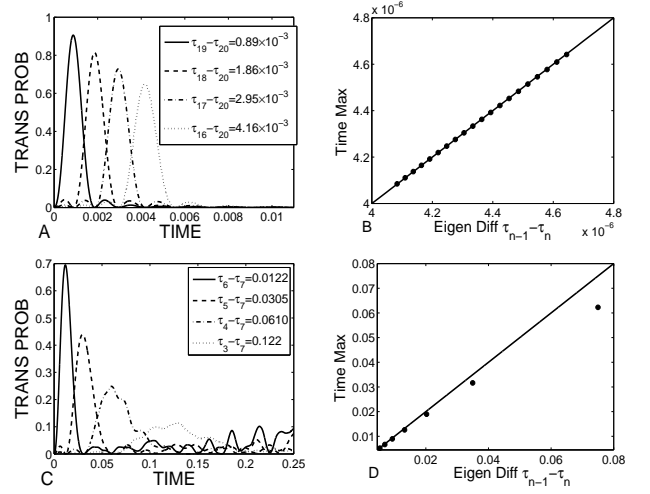 TRANS PROB
1
0.8
0.6
0.4
0.2
0
τ19−τ20=0.89×10−3
τ18−τ20=1.86×10−3
τ17−τ20=2.95×10−3
τ16−τ20=4.16×10−3
0 0.002 0.004 0.006 0.008 0.01
A TIME
x 10−6
Time Max
4.8
4.6
4.4
4.2
4
4 4.2 4.4 4.6 4.8
B Eigen Diff τn−1−τn x 10−6
TRANS PROB
0.7
0.6
0.5
0.4
0.3
0.2
0.1
0
τ6−τ7=0.0122
τ5−τ7=0.0305
τ4−τ7=0.0610
τ3−τ7=0.122
0 0.05 0.1 0.15 0.2 0.25
C TIME
Time Max
0.08
0.07
0.06
0.05
0.04
0.03
0.02
0.01
0.02 0.04 0.06 0.08
D Eigen Diff τn−1−τn